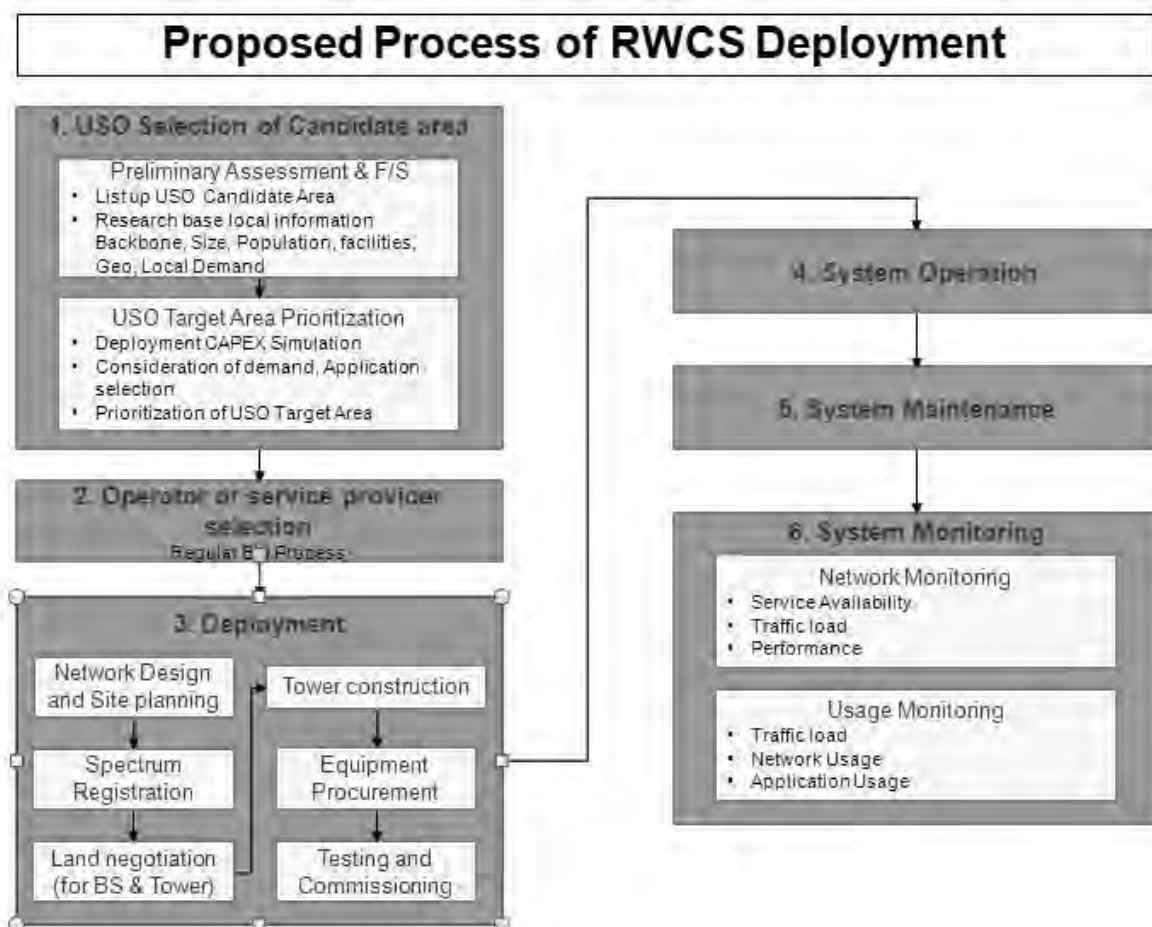 Proposed Process of RWCS Deployment
1. USO Selection of Candidate area
Preliminary Assessment & F/S
• List up USO Candidate Area
• Research base local information
Backbone, Size, Population, facilities,
Geo, Local Demand
USO Target Area Prioritization
• Deployment CAPEX Simulation
• Consideration of demand, Application
selection
• Prioritization of USO Target Area
2. Operator or service provider
selection
Regular Process
3. Deployment
Network Design
and Site planning
Spectrum
Registration
Land negotiation
(for BS & Tower)
Tower construction
Equipment
Procurement
Testing and
Commissioning
4. System Operation
5. System Maintenance
6. System Monitoring
Network Monitoring
• Service Availability
• Traffic load
• Performance
Usage Monitoring
• Traffic load
• Network Usage
• Application Usage